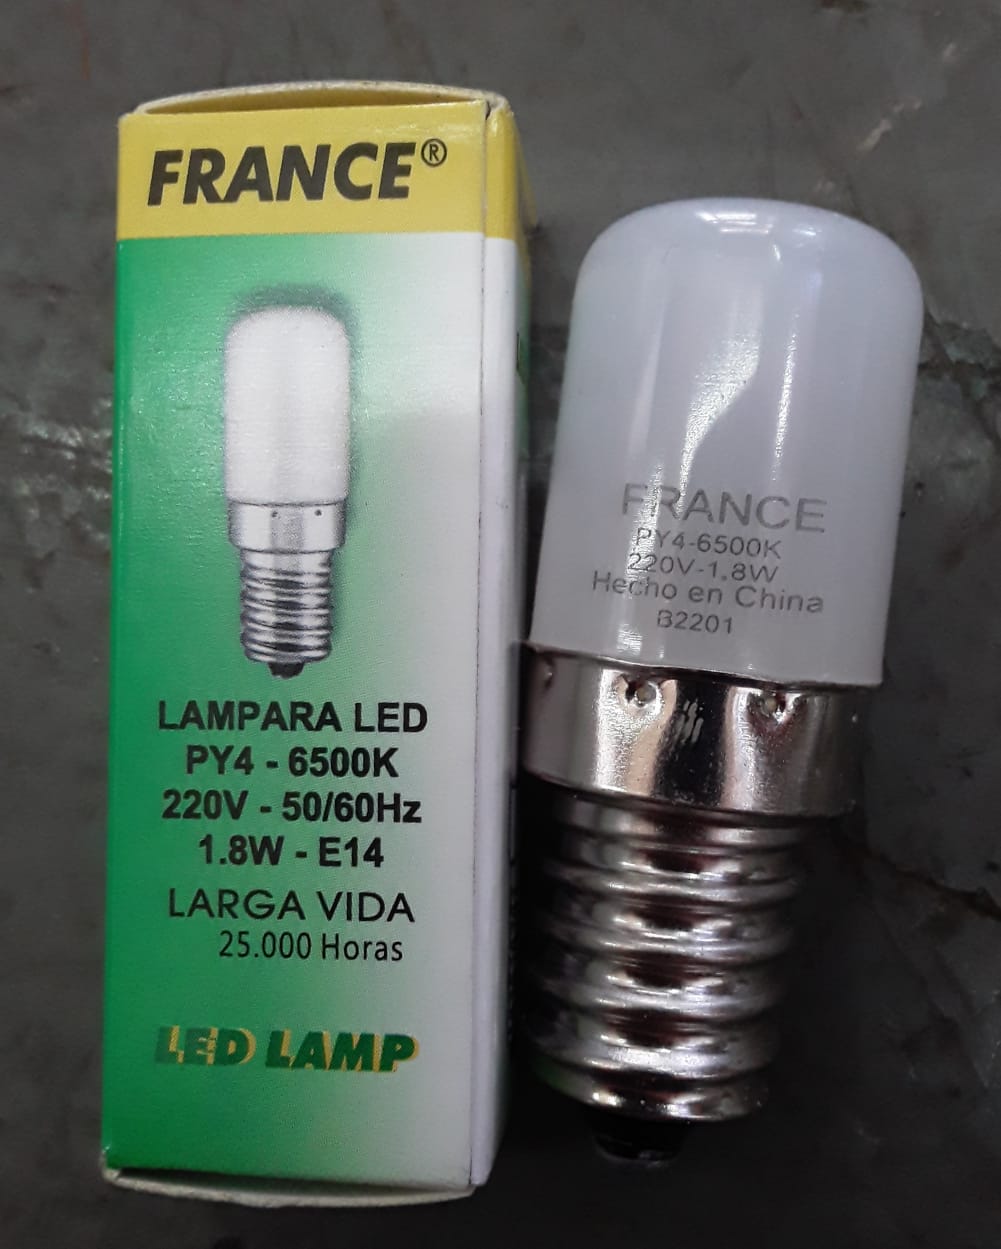 FRANCE®
LAMPARA LED
PY4 - 6500K
220V - 50/60Hz
1.8W - E14
LARGA VIDA
25.000 Horas
LED LAMP
FRANCE
PY4-6500K
220V-1.8W
Hecho en China
B2201